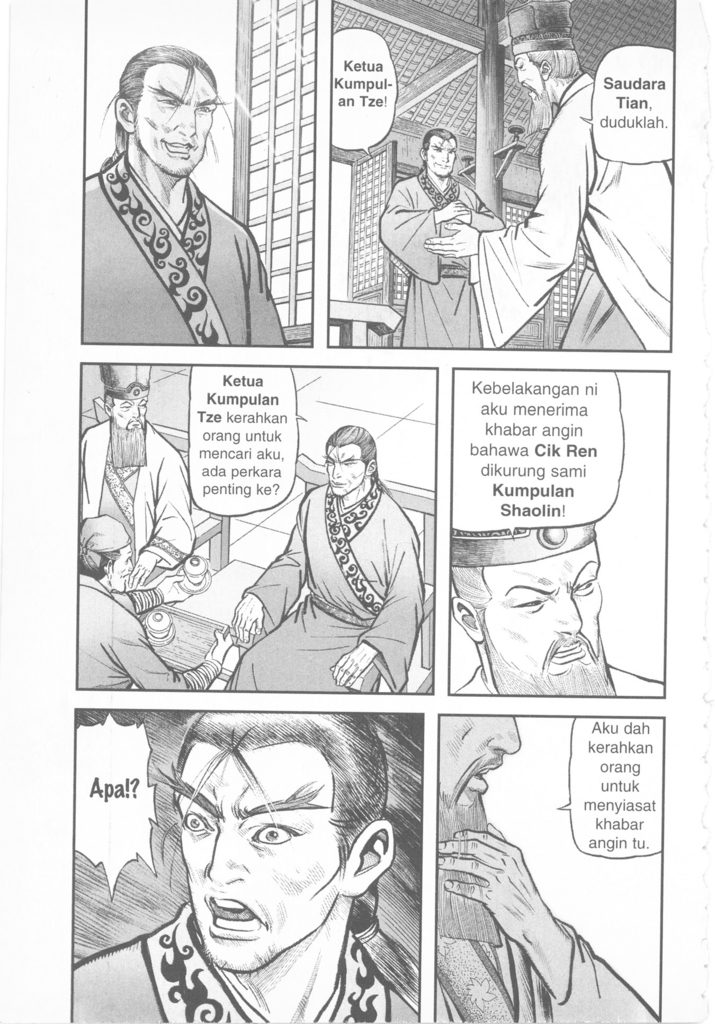 Ketua
Kumpul-
an Tze!
Saudara
Tian,
duduklah.
Ketua
Kumpulan
Tze kerahkan
orang untuk
mencari aku,
ada perkara
penting ke?
Kebelakangan ni
aku menerima
khabar angin
bahawa Cik Ren
dikurung sami
Kumpulan
Shaolin!
Apa!?
Aku dah
kerahkan
orang
untuk
menyiasat
khabar
angin tu.